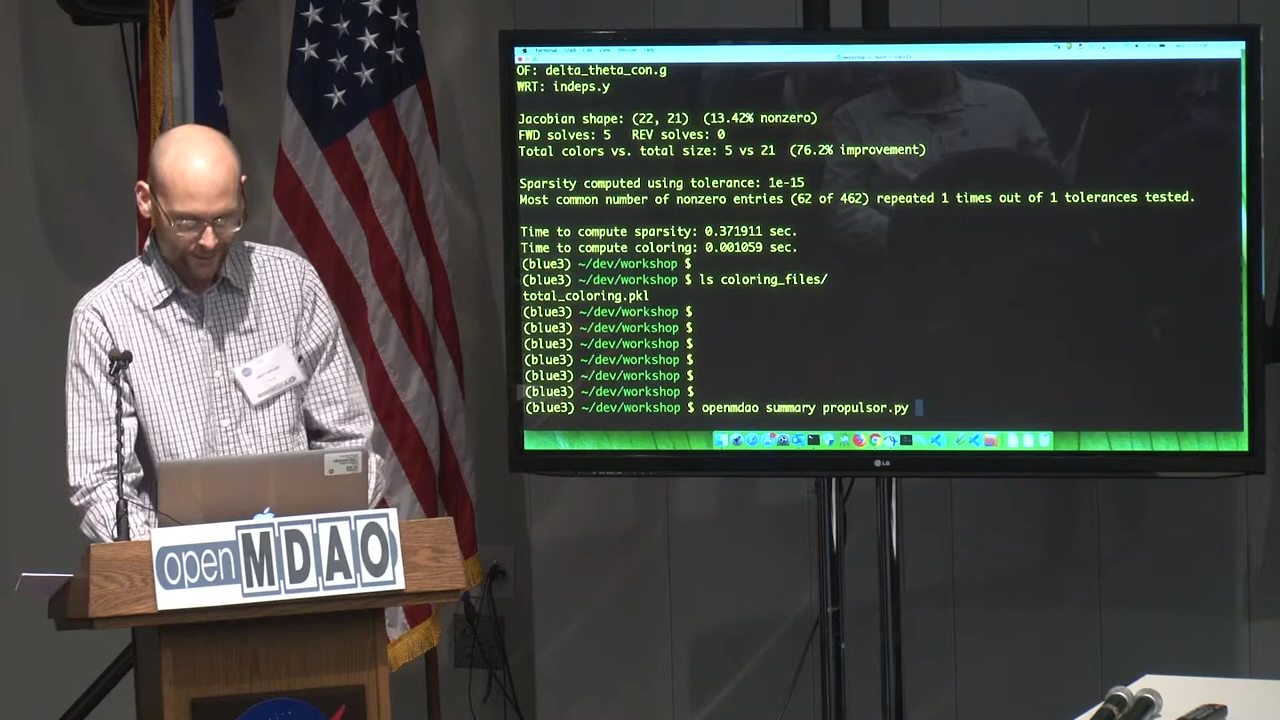 OF: delta_theta_con.g
WRT: indeps.y
Jacobian shape: (22, 21)  (13.42% nonzero)
FWD solves: 5   REV solves: 0
Total colors vs. total size: 5 vs 21  (76.2% improvement)
Sparsity computed using tolerance: 1e-15
Most common number of nonzero entries (62 of 462) repeated 1 times out of 1 tolerances tested.
Time to compute sparsity: 0.371911 sec.
Time to compute coloring: 0.001059 sec.
(blue3) ~/dev/workshop $
(blue3) ~/dev/workshop $ ls coloring_files/
total_coloring.pkl
(blue3) ~/dev/workshop $
(blue3) ~/dev/workshop $
(blue3) ~/dev/workshop $
(blue3) ~/dev/workshop $
(blue3) ~/dev/workshop $
(blue3) ~/dev/workshop $
(blue3) ~/dev/workshop $ openmdao summary propulsor.py
LG
openMDAO